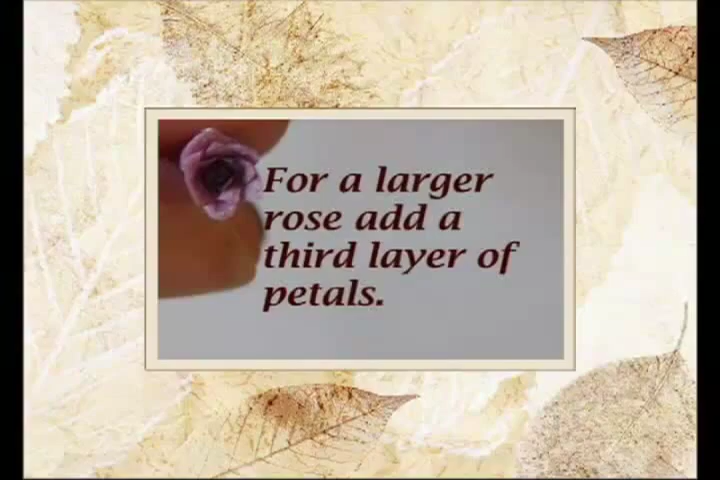 For a larger
rose add a
third layer of
petals.